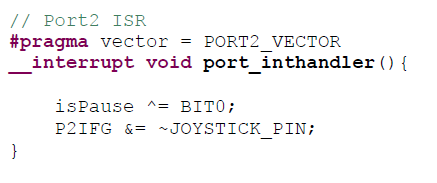 // Port2 ISR
#pragma vector = PORT2_VECTOR
__interrupt void port_inthandler(){
isPause ^= BIT0;
P2IFG &= ~JOYSTICK_PIN;
}